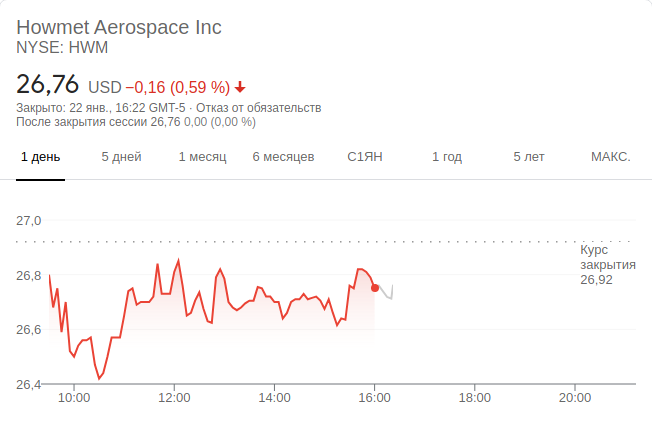 Howmet Aerospace Inc
NYSE: HWM
26,76 USD −0,16 (0,59 %)
Закрыто: 22 янв., 16:22 GMT-5 · Отказ от обязательств
После закрытия сессии 26,76 0,00 (0,00 %)
1 день 5 дней 1 месяц 6 месяцев С1ЯН 1 год 5 лет МАКС.
27,0
Курс
закрытия
26,92
26,8
26,6
26,4
10:00 12:00 14:00 16:00 18:00 20:00